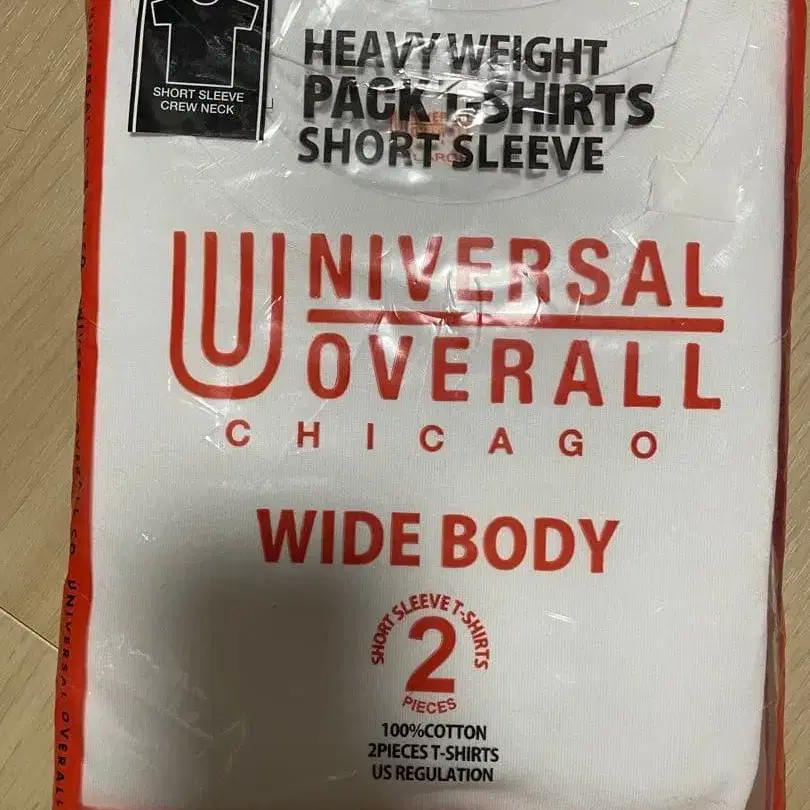 SHORT SLEEVE
CREW NECK
HEAVY WEIGHT
PACK T-SHIRTS
SHORT SLEEVE
UNIVERSAL
OVERALL
CHICAGO
WIDE BODY
SHORT SLEEVE T-SHIRTS
2
PIECES
100%COTTON
2PIECES T-SHIRTS
US REGULATION
UNIVERSAL OVERALL